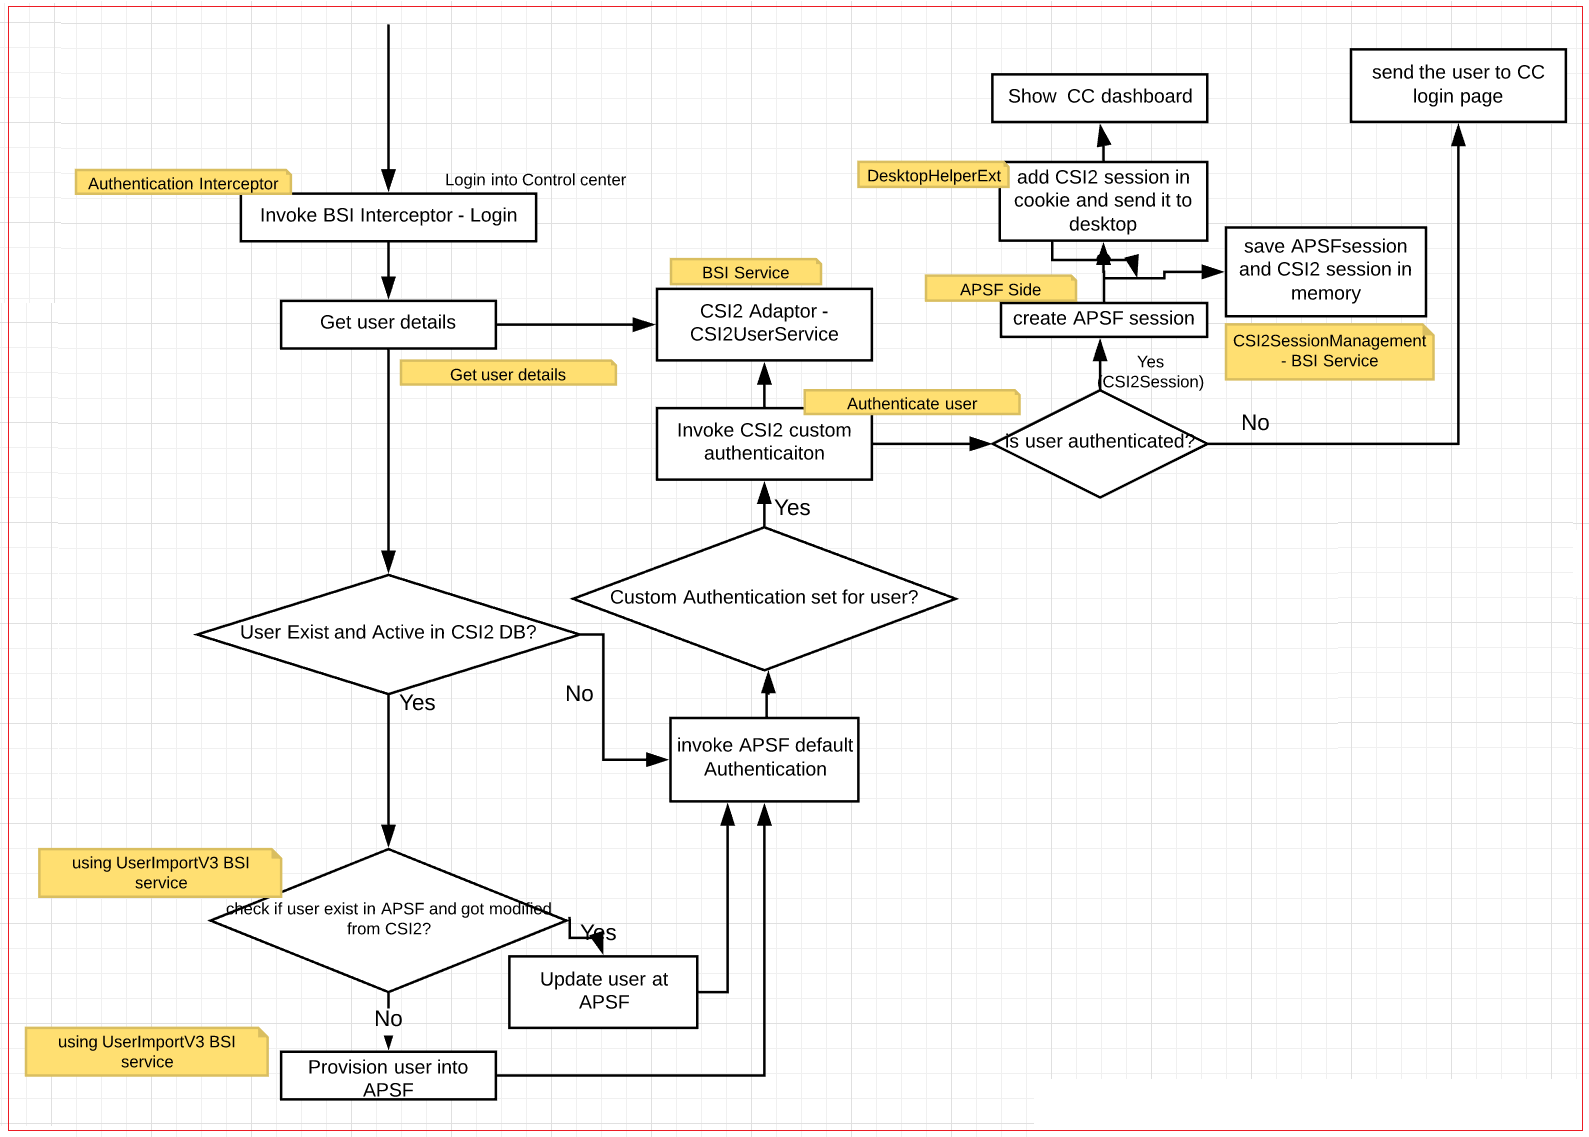 send the user to CC
login page
Show  CC dashboard
Authentication Interceptor
Login into Control center
Invoke BSI Interceptor - Login
DesktopHelperExt
add CSI2 session in
cookie and send it to
desktop
save APSFsession
and CSI2 session in
memory
BSI Service
APSF Side
CSI2 Adaptor -
CSI2UserService
Get user details
create APSF session
CSI2SessionManagement
- BSI Service
Get user details
Yes
(CSI2Session)
Authenticate user
Invoke CSI2 custom
authenticaiton
is user authenticated?
No
Yes
Custom Authentication set for user?
User Exist and Active in CSI2 DB?
No
Yes
invoke APSF default
Authentication
using UserImportV3 BSI
service
check if user exist in APSF and got modified
from CSI2?
Yes
Update user at
APSF
No
using UserImportV3 BSI
service
Provision user into
APSF